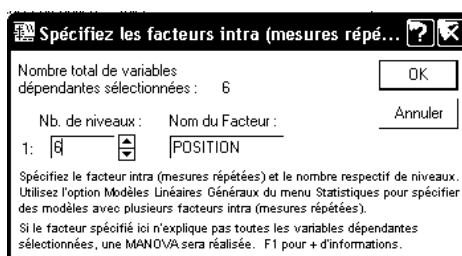 Spécifiez les facteurs intra (mesures répé...
Nombre total de variables
dépendantes sélectionnées : 6
OK
Annuler
Nb. de niveaux : Nom du Facteur :
1: 6 POSITION
Spécifiez le facteur intra (mesures répétées) et le nombre respectif de niveaux.
Utilisez l'option Modèles Linéaires Généraux du menu Statistiques pour spécifier
des modèles avec plusieurs facteurs intra (mesures répétées).
Si le facteur spécifié ici n'explique pas toutes les variables dépendantes
sélectionnées, une MANOVA sera réalisée. F1 pour + d'informations.